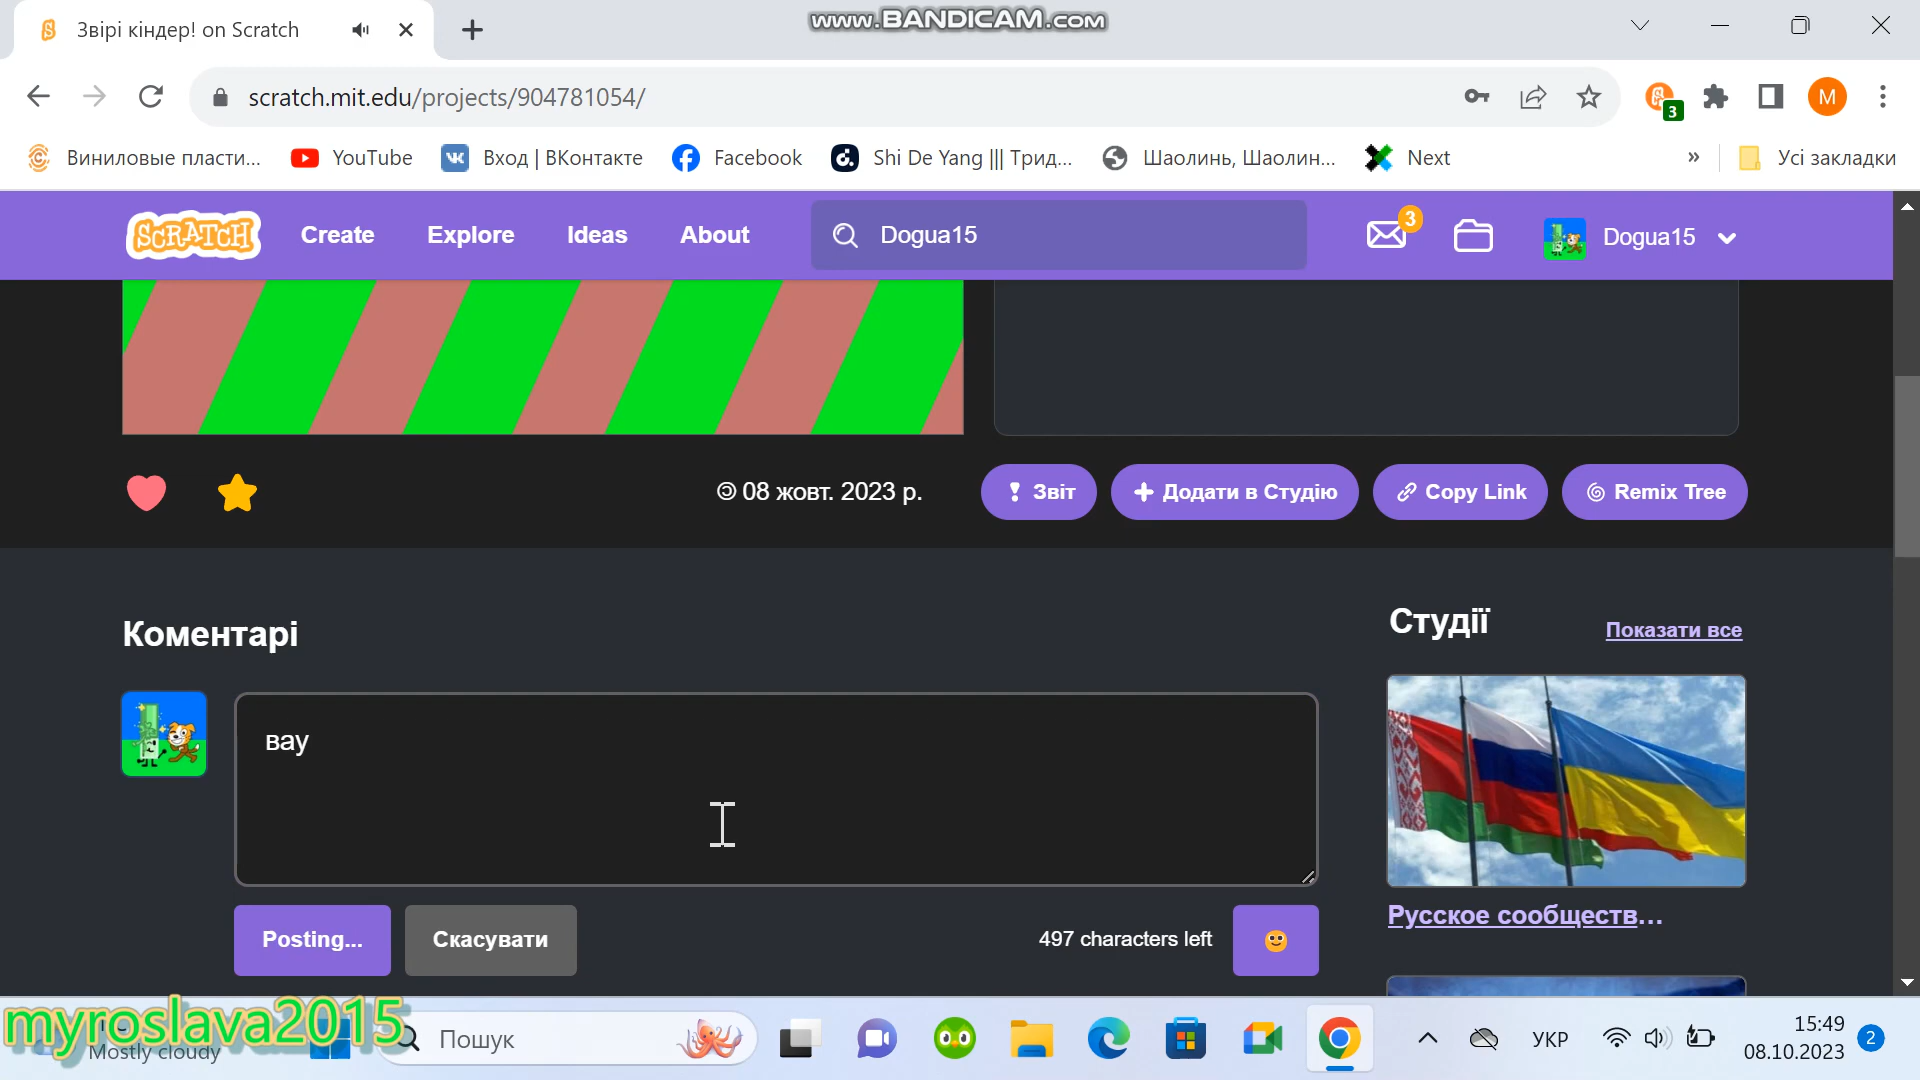 Звірі кіндер! on Scratch
www.BANDICAM.com
scratch.mit.edu/projects/904781054/
3
M
Виниловые пласти...
YouTube
Вход | ВКонтакте
Facebook
Shi De Yang ||| Трид...
Шаолинь, Шаолин...
Next
»
Усі закладки
SCRATCH
Create
Explore
Ideas
About
Dogua15
3
Dogua15
08 жовт. 2023 р.
Звіт
Додати в Студію
Copy Link
Remix Tree
Коментарі
Студії
Показати все
вау
Posting...
Скасувати
497 characters left
Русское сообществ...
myroslava2015
Mostly cloudy
Пошук
УКР
15:49
08.10.2023
2